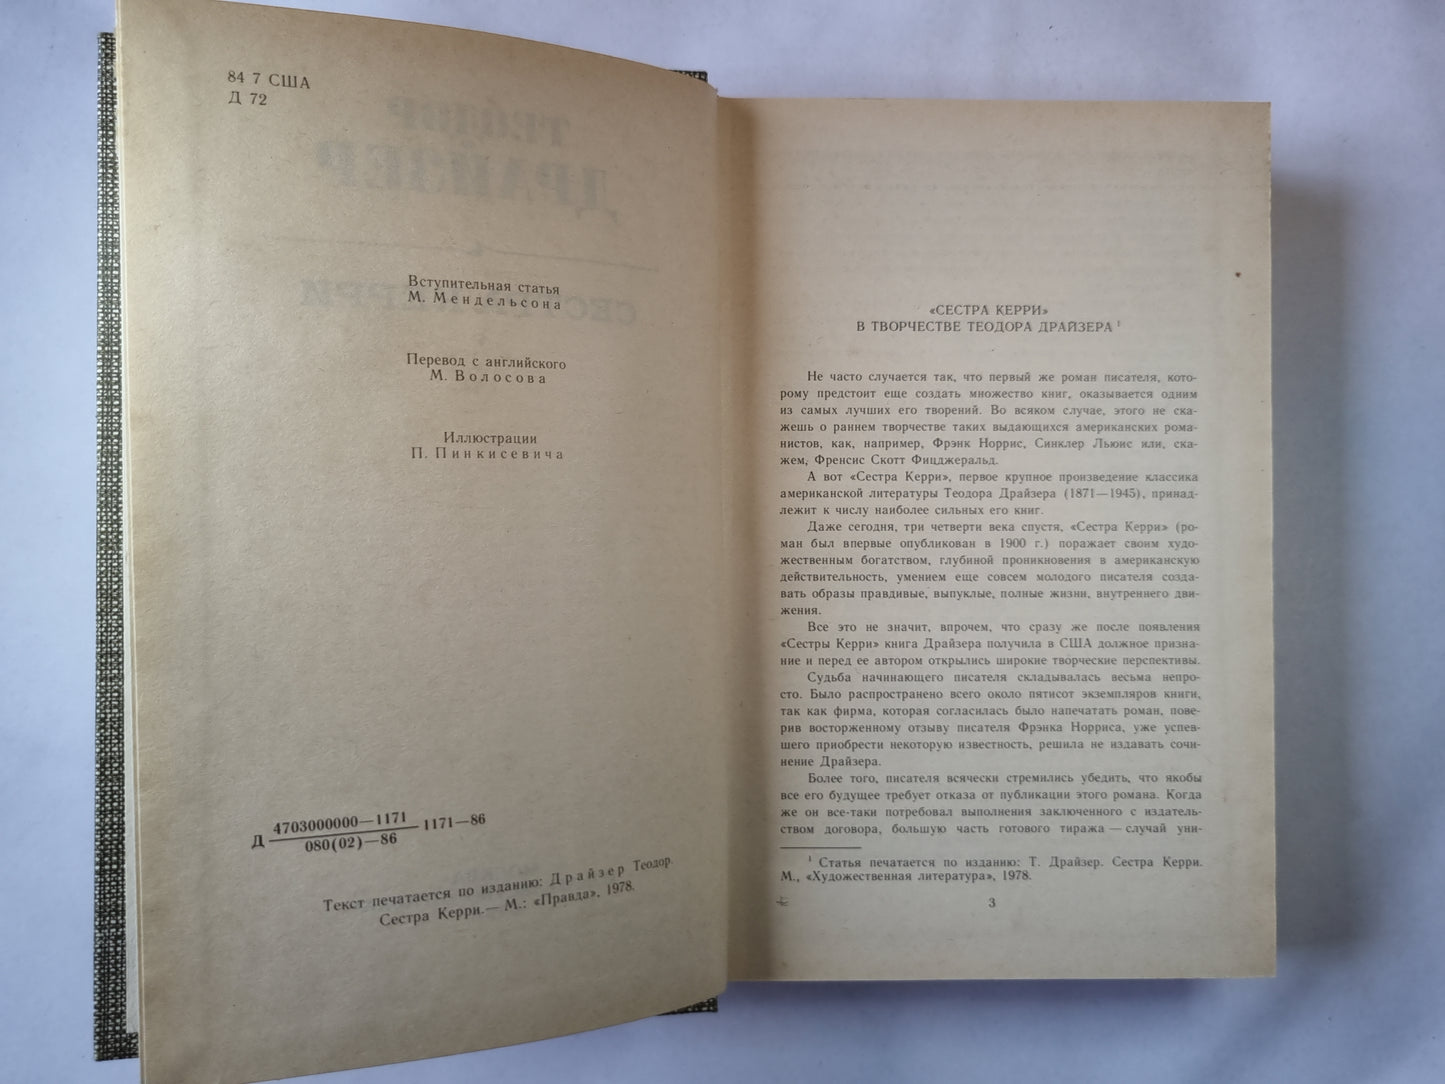 84 7 США
Д 72
Вступительная статья
М. Мендельсона
Перевод с английского
М. Волосова
Иллюстрации
П. Пинкисевича
Д 4703000000—1171 1171—86
080(02)—86
Текст печатается по изданию: Драйзер Теодор.
Сестра Керри.— М.: «Правда», 1978.
«СЕСТРА КЕРРИ»
В ТВОРЧЕСТВЕ ТЕОДОРА ДРАЙЗЕРА ¹
Не часто случается так, что первый же роман писателя, кото-
рому предстоит еще создать множество книг, оказывается одним
из самых лучших его творений. Во всяком случае, этого не ска-
жешь о раннем творчестве таких выдающихся американских рома-
нистов, как, например, Фрэнк Норрис, Синклер Льюис или, ска-
жем, Френсис Скотт Фицджеральд.
А вот «Сестра Керри», первое крупное произведение классика
американской литературы Теодора Драйзера (1871—1945), принад-
лежит к числу наиболее сильных его книг.
Даже сегодня, три четверти века спустя, «Сестра Керри» (ро-
ман был впервые опубликован в 1900 г.) поражает своим худо-
жественным богатством, глубиной проникновения в американскую
действительность, умением еще совсем молодого писателя созда-
вать образы правдивые, выпуклые, полные жизни, внутреннего дви-
жения.
Все это не значит, впрочем, что сразу же после появления
«Сестры Керри» книга Драйзера получила в США должное призна-
ние и перед ее автором открылись широкие творческие перспективы.
Судьба начинающего писателя складывалась весьма непро-
сто. Было распространено всего около пятисот экземпляров книги,
так как фирма, которая согласилась было напечатать роман, пове-
рив восторженному отзыву писателя Фрэнка Норриса, уже успев-
шего приобрести некоторую известность, решила не издавать сочи-
нение Драйзера.
Более того, писателя всячески стремились убедить, что якобы
все его будущее требует отказа от публикации этого романа. Когда
же он все-таки потребовал выполнения заключенного с издатель-
ством договора, большую часть готового тиража — случай уни-
¹ Статья печатается по изданию: Т. Драйзер. Сестра Керри.
М., «Художественная литература», 1978.
3